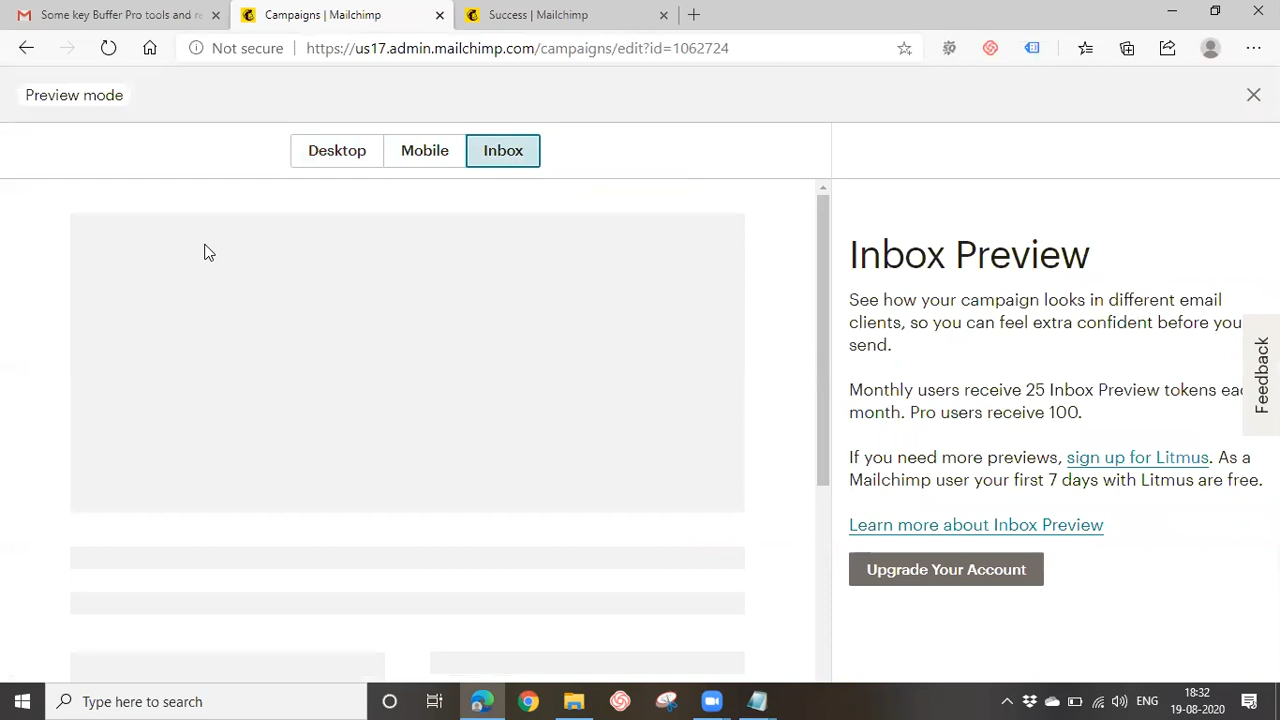 Some key Buffer Pro tools and re
Campaigns | Mailchimp
Success | Mailchimp
Not secure
https://us17.admin.mailchimp.com/campaigns/edit?id=1062724
Preview mode
Desktop
Mobile
Inbox
Inbox Preview
See how your campaign looks in different email
clients, so you can feel extra confident before you
send.
Monthly users receive 25 Inbox Preview tokens eac
month. Pro users receive 100.
If you need more previews, sign up for Litmus. As a
Mailchimp user your first 7 days with Litmus are free.
Learn more about Inbox Preview
Upgrade Your Account
Feedback
Type here to search
ENG
18:32
19-08-2020